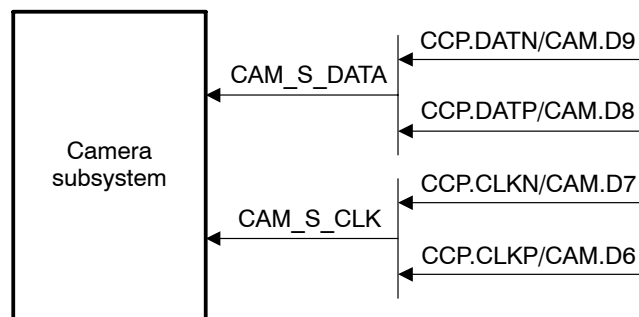 CCP.DATN/CAM.D9
CAM_S_DATA
CCP.DATP/CAM.D8
Camera
subsystem
CCP.CLKN/CAM.D7
CAM_S_CLK
CCP.CLKP/CAM.D6